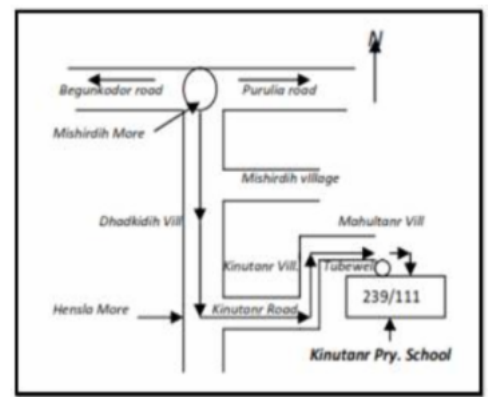 N
Begunkodor road
Purulia road
Mishirdih More
Mishirdih village
Dhadkidih Vill
Mahultanr Vill
Kinutanr Vill.
Tubewell
239/111
Hensla More
Kinutanr Road
Kinutanr Pry. School